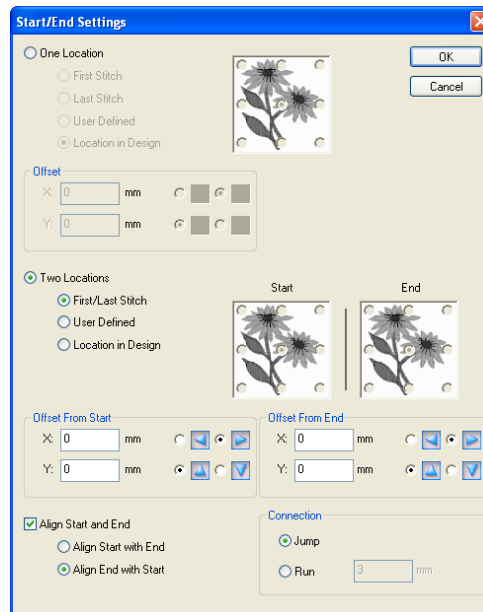 Start/End Settings
One Location
OK
First Stitch
Cancel
Last Stitch
User Defined
Location in Design
Offset
X: 0 mm
Y: 0 mm
Two Locations
Start End
First/Last Stitch
User Defined
Location in Design
Offset From Start Offset From End
X: 0 mm X: 0 mm
Y: 0 mm Y: 0 mm
Align Start and End Connection
Align Start with End Jump
Align End with Start Run 3 mm